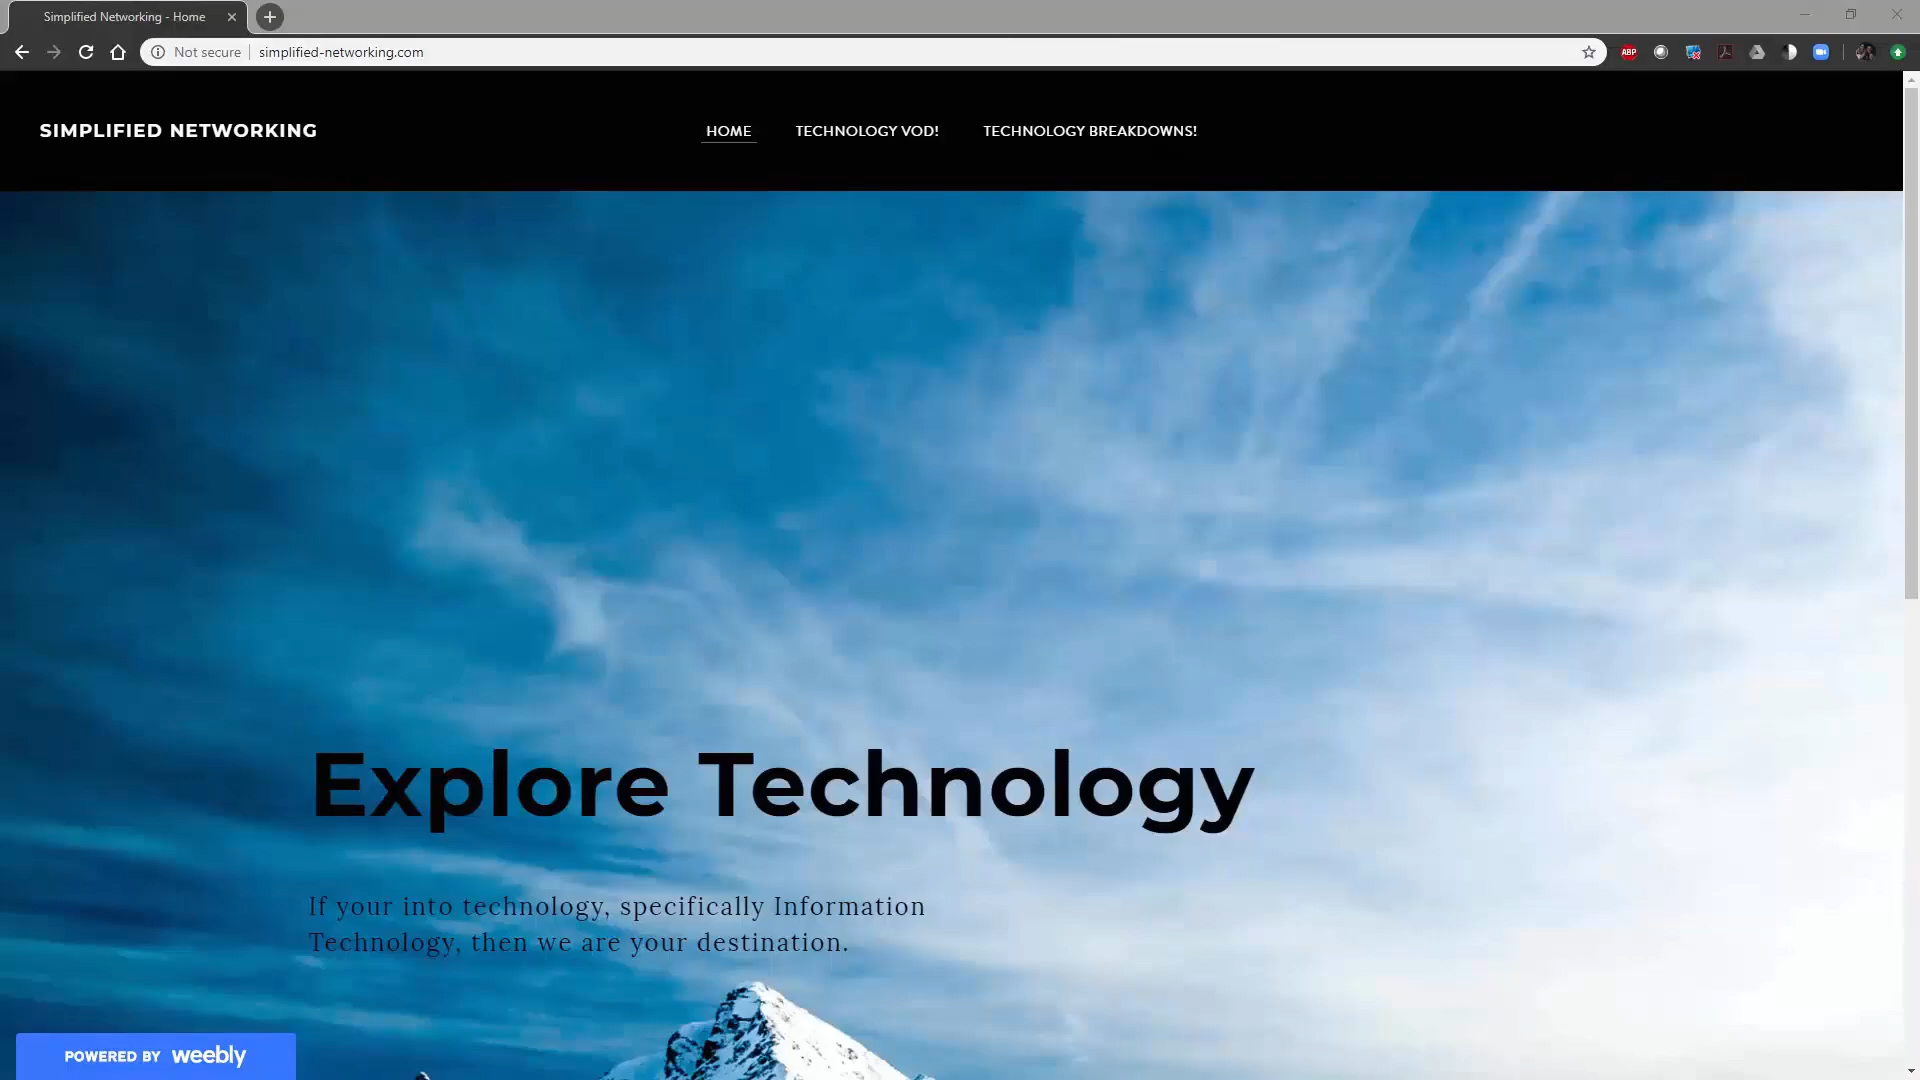 Simplified Networking - Home
Not secure
simplified-networking.com
ABP
SIMPLIFIED NETWORKING
HOME
TECHNOLOGY VOD!
TECHNOLOGY BREAKDOWNS!
Explore Technology
If your into technology, specifically Information
Technology, then we are your destination.
POWERED BY weebly